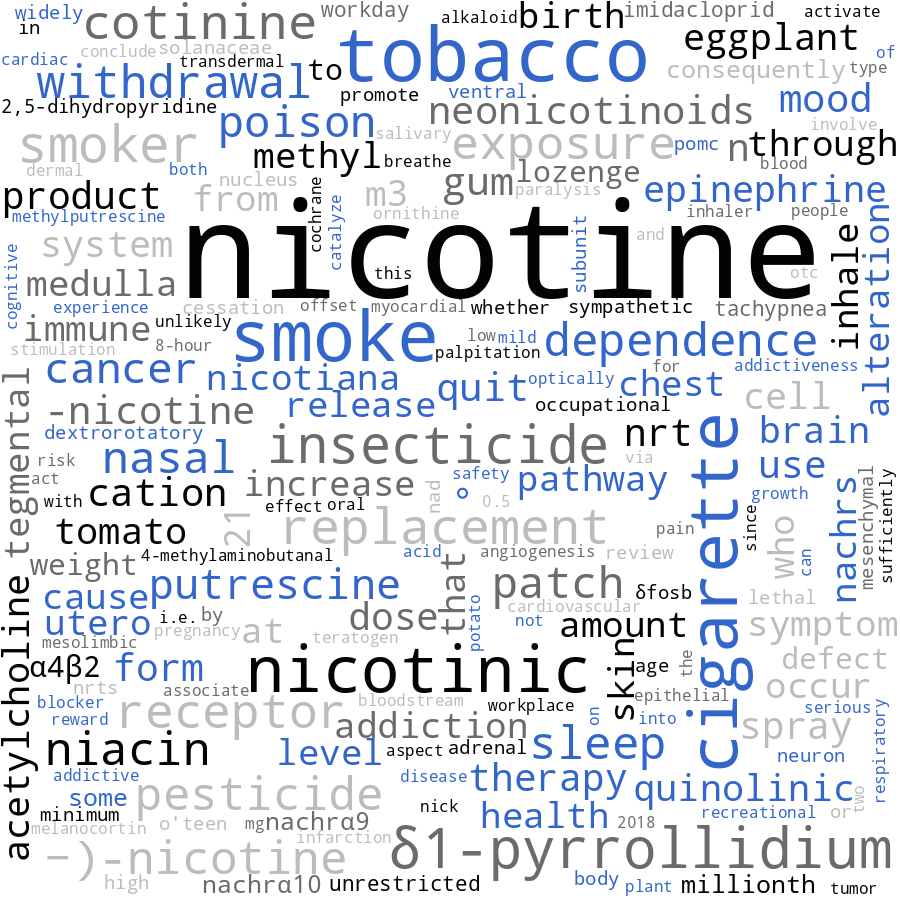 widely
in
cotinine
workday
alkaloid
birth
imidacloprid
activate
cardiac
conclude
solanaceae
transdermal
to
tobacco
eggplant
of
withdrawal
consequently
type
2,5-dihydropyridine
promote
ventral
neonicotinoids
mood
poison
salivary
involve
smoker
methyl
breathe
exposure
pomc
n
through
dermal
both
nucleus
lozenge
blood
product
from
cochrane
m3
gum
paralysis
epinephrine
methylputrescine
catalyze
ornithine
inhaler
people
nicotine
system
this
subunit
and
inhale
alteration
cognitive
medulla
otc
experience
cessation
offset
myocardial
whether
sympathetic
tachypnea
immune
unlikely
smoke
low
mild
dependence
stimulation
8-hour
palpitation
for
addictiveness
cancer
nicotiana
quit
optically
chest
cell
-nicotine
release
occupational
dextrorotatory
insecticide
nrt
cigarette
brain
tegmental
risk
nasal
via
act
increase
nad
safety
pathway
use
with
cation
effect
oral
°
0.5
growth
nachrs
mesenchymal
sufficiently
tomato
21
replacement
pain
since
who
weight
4-methylaminobutanal
acid
angiogenesis
review
can
cause
putrescine
that
patch
δfosb
lethal
utero
i.e.
by
dose
cardiovascular
mesolimbic
pregnancy
at
teratogen
potato
not
amount
symptom
acetylcholine
α4β2
form
nicotinic
skin
age
the
defect
nrts
associate
epithelial
occur
blocker
receptor
bloodstream
workplace
on
into
serious
reward
addiction
spray
respiratory
niacin
level
aspect
adrenal
sleep
neuron
addictive
disease
therapy
quinolinic
some
pesticide
nick
health
recreational
or
two
minimum
melanocortin
o'teen
mg
nachrα9
2018
infarction
−)-nicotine
δ1-pyrrollidium
high
nachrα10
unrestricted
body
plant
millionth
tumor